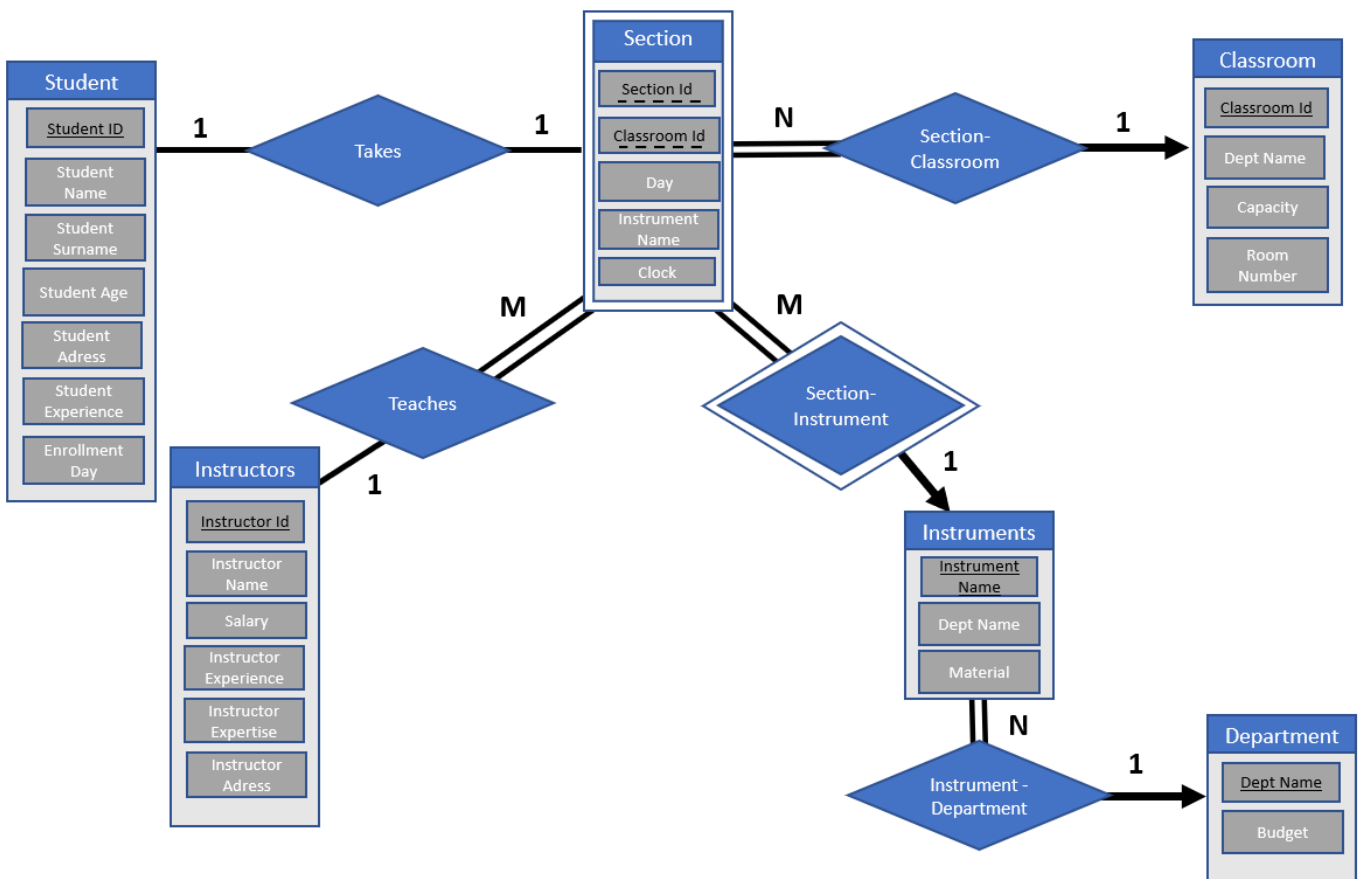 Student
Student ID
Student
Name
Student
Surname
Student Age
Student
Adress
Student
Experience
Enrollment
Day
1
Takes
1
Section
Section Id
Classroom Id
Day
Instrument
Name
Clock
N
Section-
Classroom
1
Classroom
Classroom Id
Dept Name
Capacity
Room
Number
M
Teaches
1
Instructors
Instructor Id
Instructor
Name
Salary
Instructor
Experience
Instructor
Expertise
Instructor
Adress
M
Section-
Instrument
1
Instruments
Instrument
Name
Dept Name
Material
N
Instrument -
Department
1
Department
Dept Name
Budget